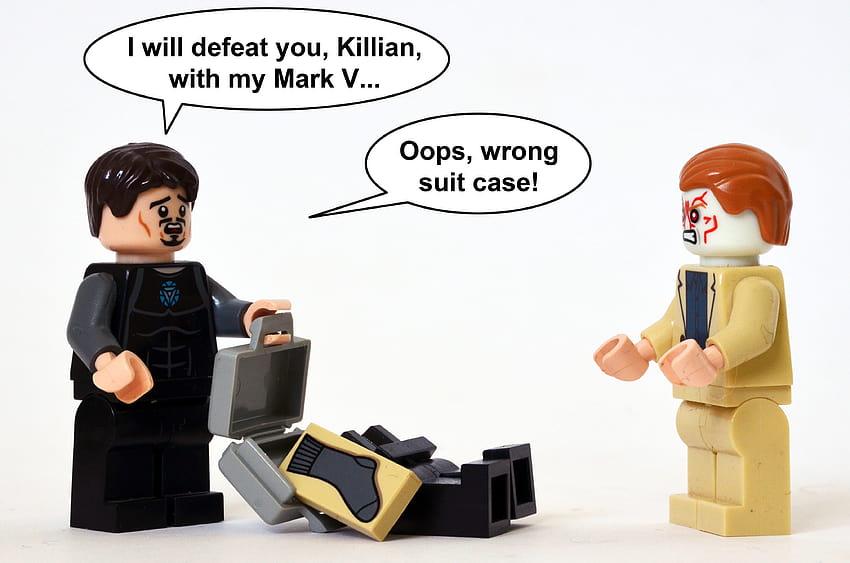 I will defeat you, Killian,
with my Mark V...
Oops, wrong
suit case!